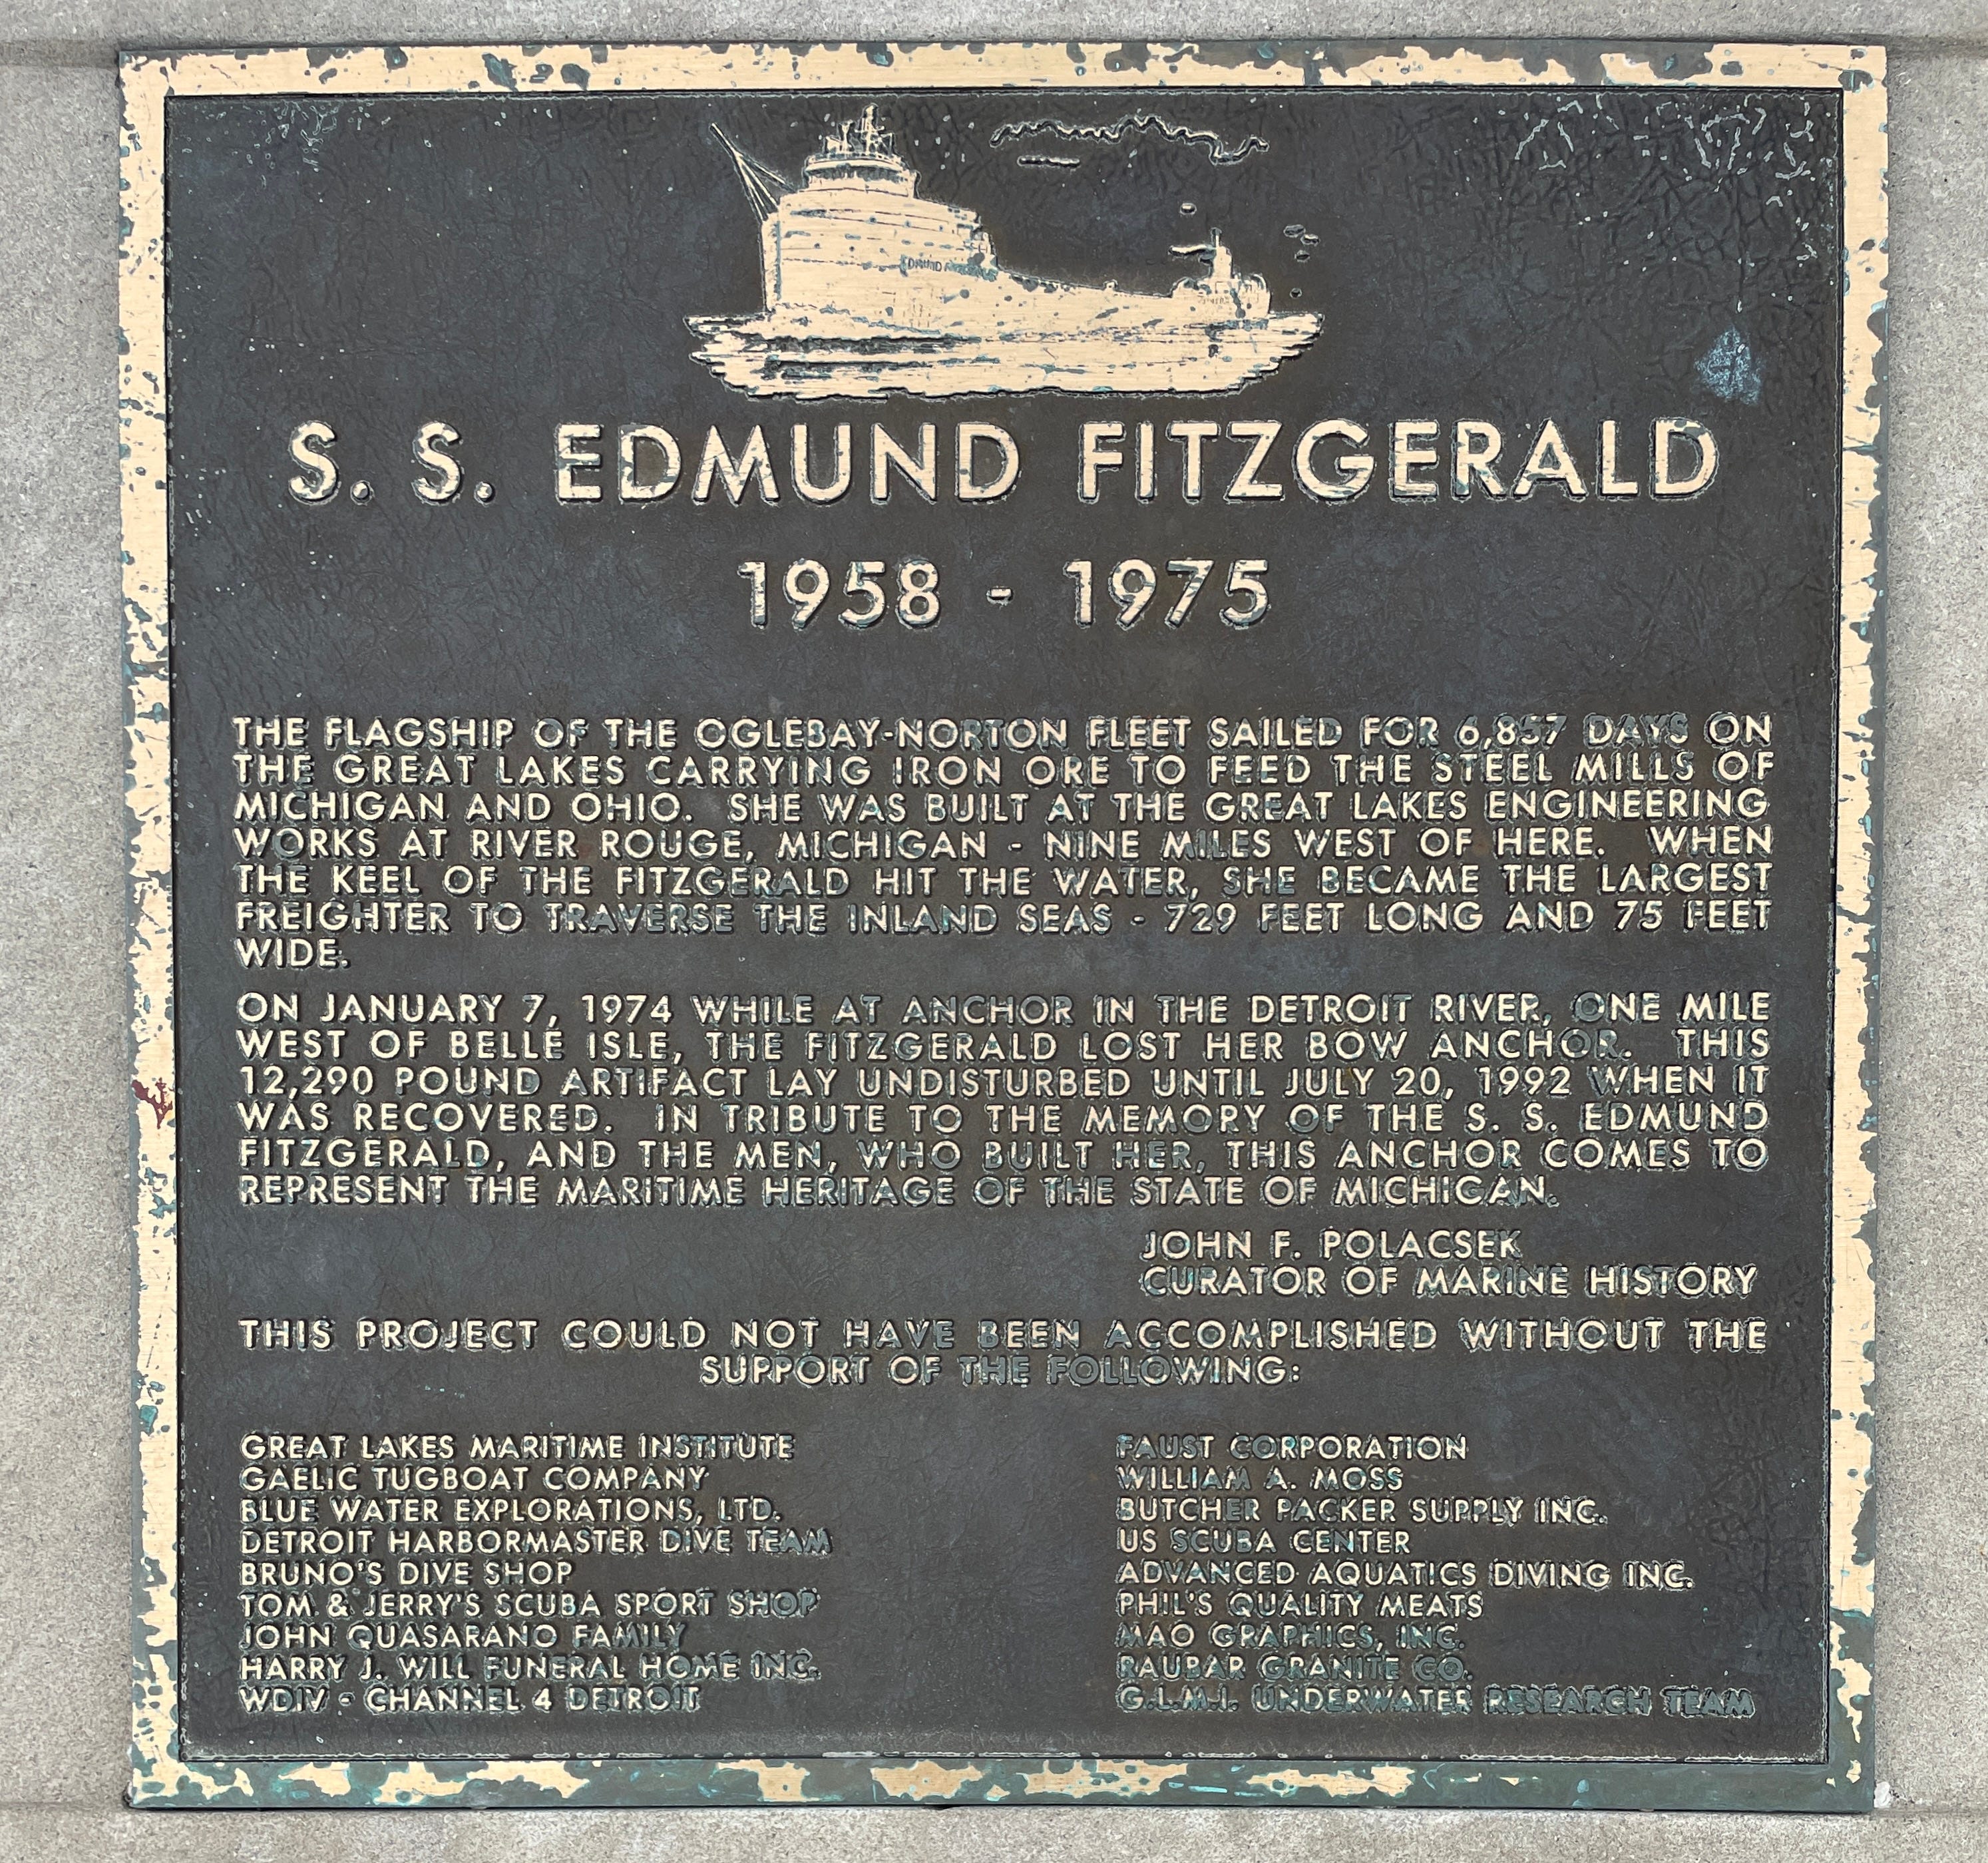 EDMUND FITZGERALD
S. S. EDMUND FITZGERALD
1958 - 1975
THE FLAGSHIP OF THE OGLEBAY-NORTON FLEET SAILED FOR 6,857 DAYS ON
THE GREAT LAKES CARRYING IRON ORE TO FEED THE STEEL MILLS OF
MICHIGAN AND OHIO. SHE WAS BUILT AT THE GREAT LAKES ENGINEERING
WORKS AT RIVER ROUGE, MICHIGAN - NINE MILES WEST OF HERE. WHEN
THE KEEL OF THE FITZGERALD HIT THE WATER, SHE BECAME THE LARGEST
FREIGHTER TO TRAVERSE THE INLAND SEAS - 729 FEET LONG AND 75 FEET
WIDE.
ON JANUARY 7, 1974 WHILE AT ANCHOR IN THE DETROIT RIVER, ONE MILE
WEST OF BELLE ISLE, THE FITZGERALD LOST HER BOW ANCHOR. THIS
12,290 POUND ARTIFACT LAY UNDISTURBED UNTIL JULY 20, 1992 WHEN IT
WAS RECOVERED. IN TRIBUTE TO THE MEMORY OF THE S. S. EDMUND
FITZGERALD, AND THE MEN, WHO BUILT HER, THIS ANCHOR COMES TO
REPRESENT THE MARITIME HERITAGE OF THE STATE OF MICHIGAN.
JOHN F. POLACSEK
CURATOR OF MARINE HISTORY
THIS PROJECT COULD NOT HAVE BEEN ACCOMPLISHED WITHOUT THE
SUPPORT OF THE FOLLOWING:
GREAT LAKES MARITIME INSTITUTE
GAELIC TUGBOAT COMPANY
BLUE WATER EXPLORATIONS, LTD.
DETROIT HARBORMASTER DIVE TEAM
BRUNO'S DIVE SHOP
TOM & JERRY'S SCUBA SPORT SHOP
JOHN QUASARANO FAMILY
HARRY J. WILL FUNERAL HOME INC.
WDIV - CHANNEL 4 DETROIT
FAUST CORPORATION
WILLIAM A. MOSS
BUTCHER PACKER SUPPLY INC.
US SCUBA CENTER
ADVANCED AQUATICS DIVING INC.
PHIL'S QUALITY MEATS
MAO GRAPHICS, INC.
RAUBAR GRANITE CO.
G.L.M.I. UNDERWATER RESEARCH TEAM